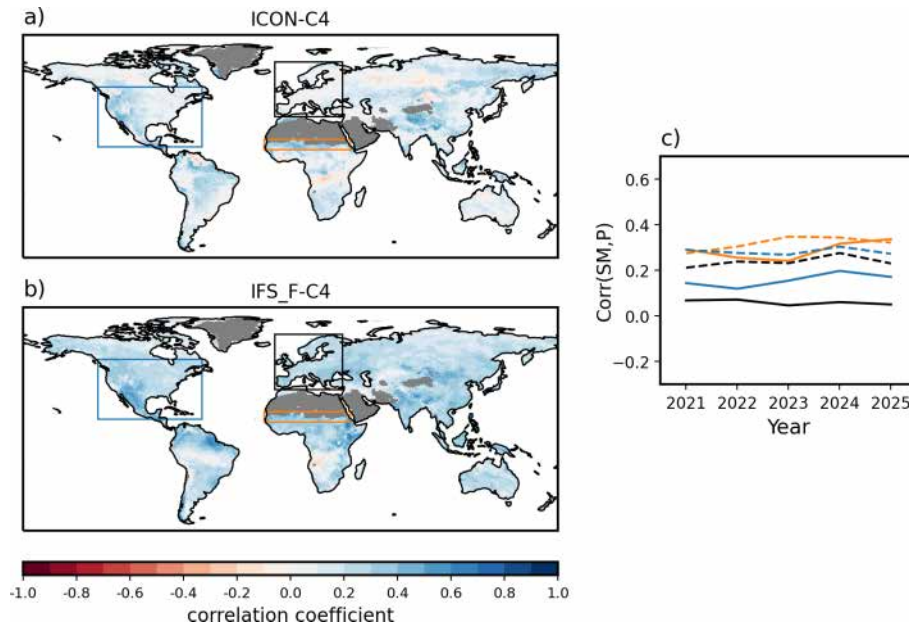 a)
ICON-C4
b)
IFS_F-C4
-1.0 -0.8 -0.6 -0.4 -0.2 0.0 0.2 0.4 0.6 0.8 1.0
correlation coefficient
c)
Corr(SM,P)
0.6
0.4
0.2
0.0
−0.2
2021 2022 2023 2024 2025
Year